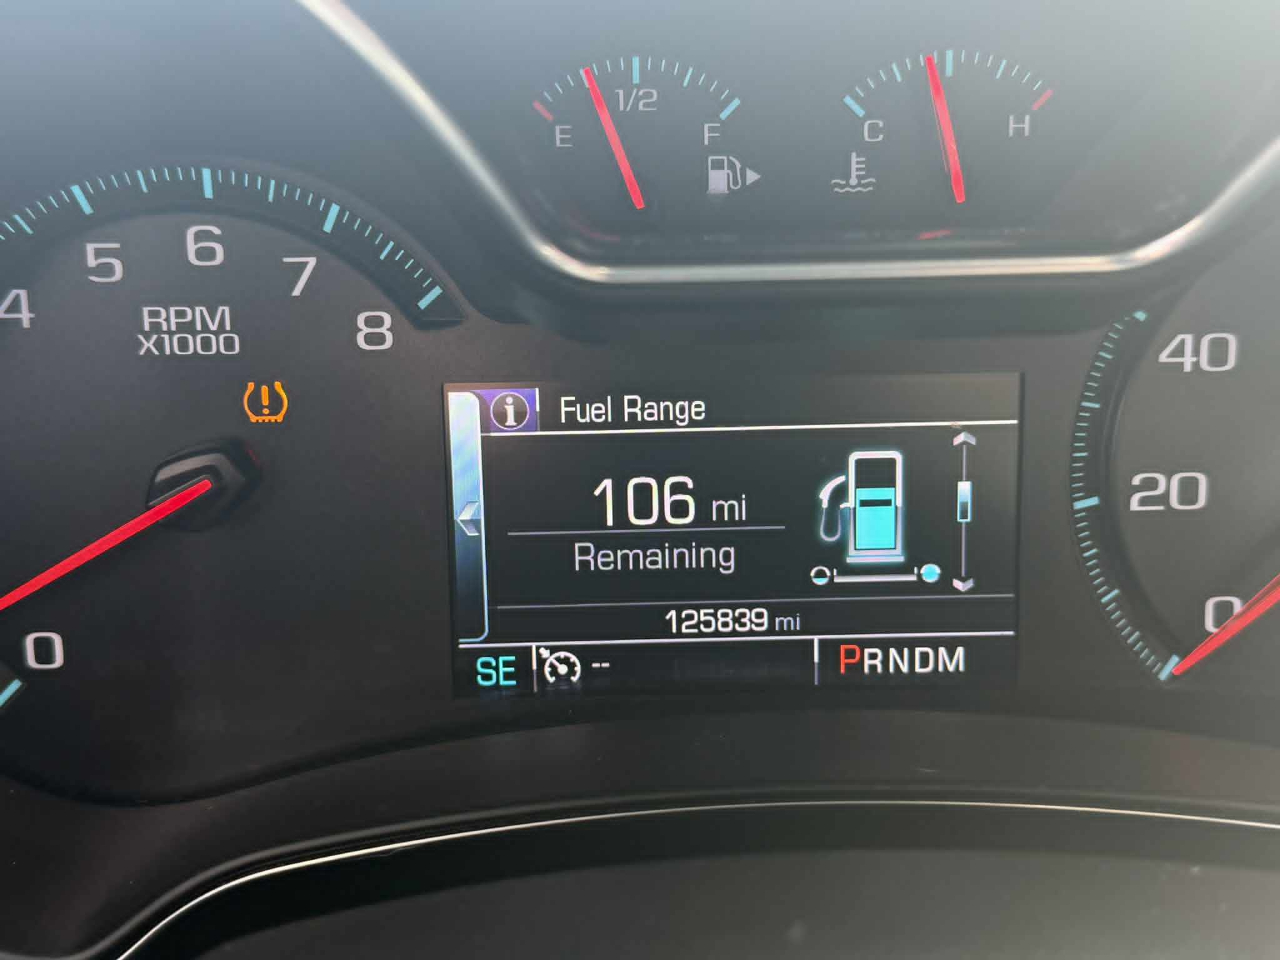 1/2
E F
C H
4 5 6 7 8
RPM
X1000
0
i Fuel Range
106 mi
Remaining
125839 mi
SE -- PRNDM
40
20
0